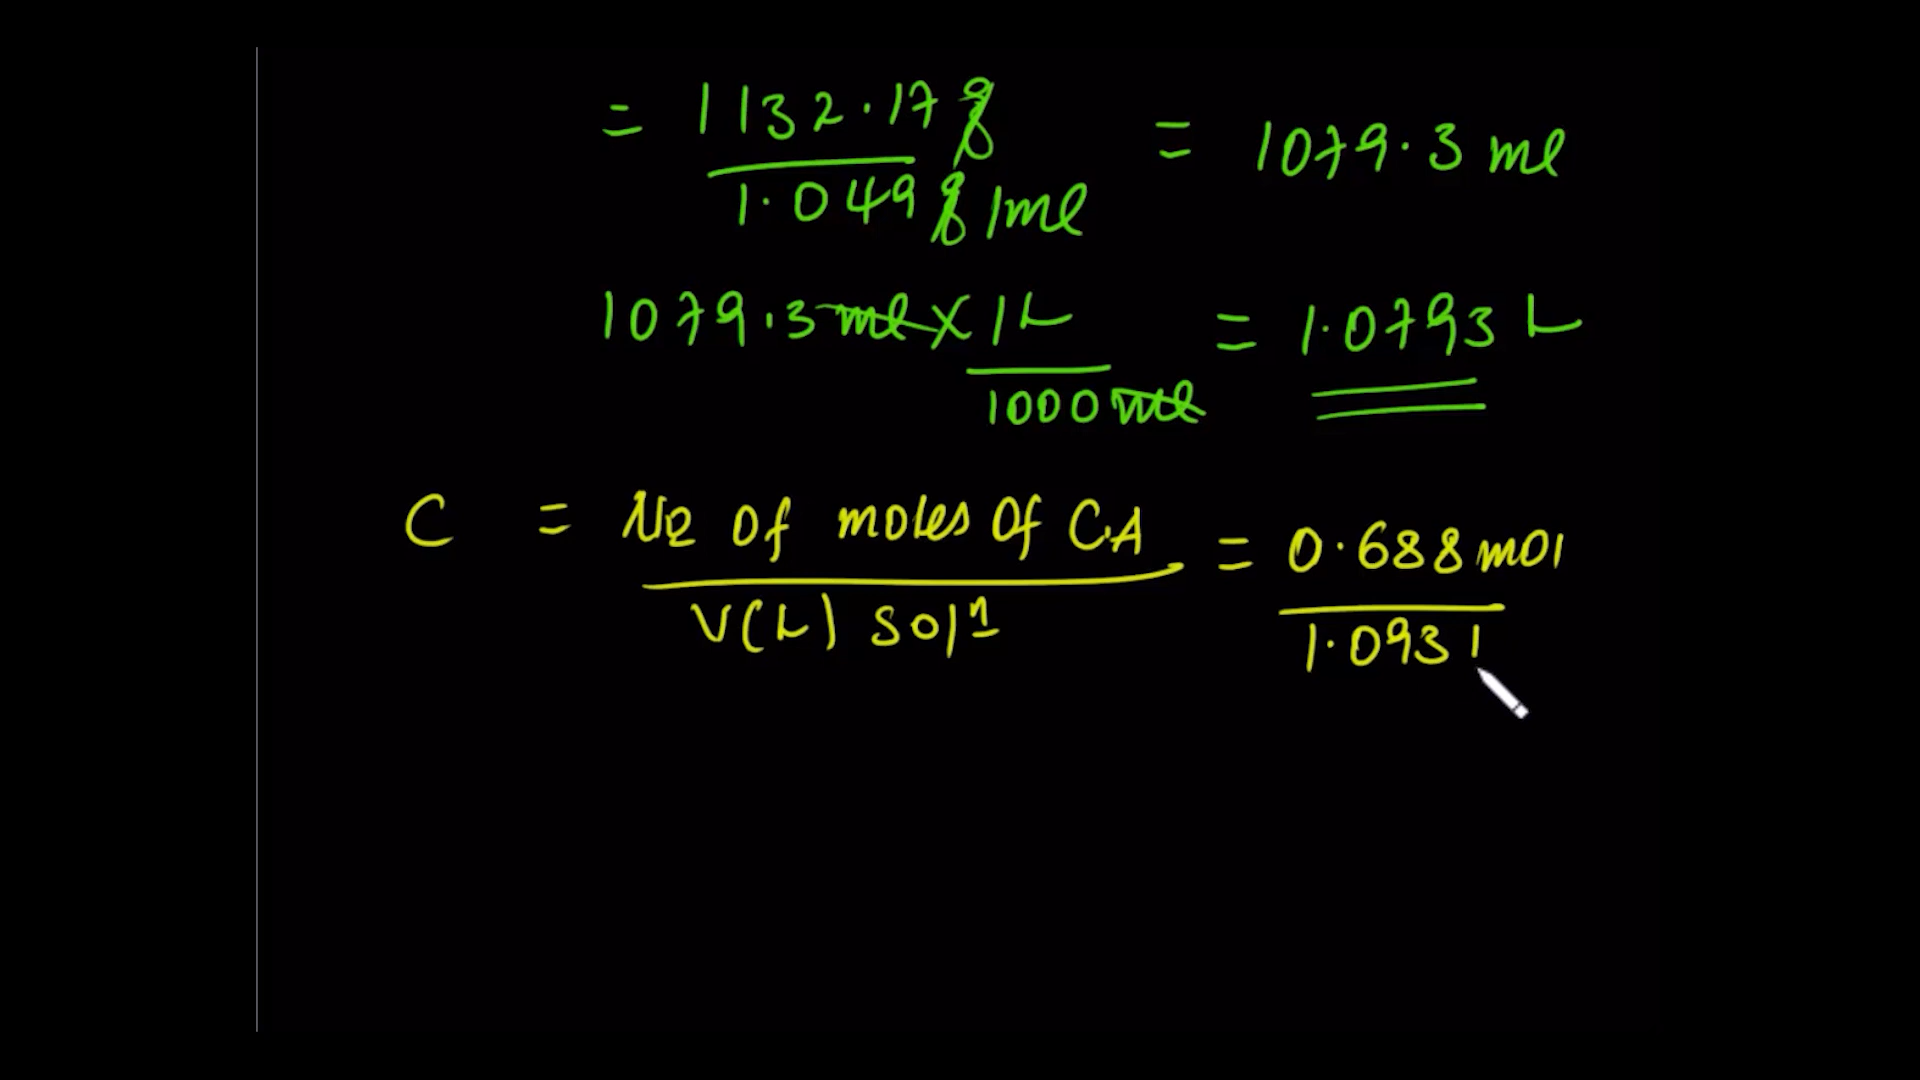 = 1132.17 g = 1079.3 ml
1.049 g/ml
1079.3 ml x 1L = 1.0793 L
1000 ml
C = № of moles of C.A = 0.688 mol
V(L) solⁿ 1.093 l